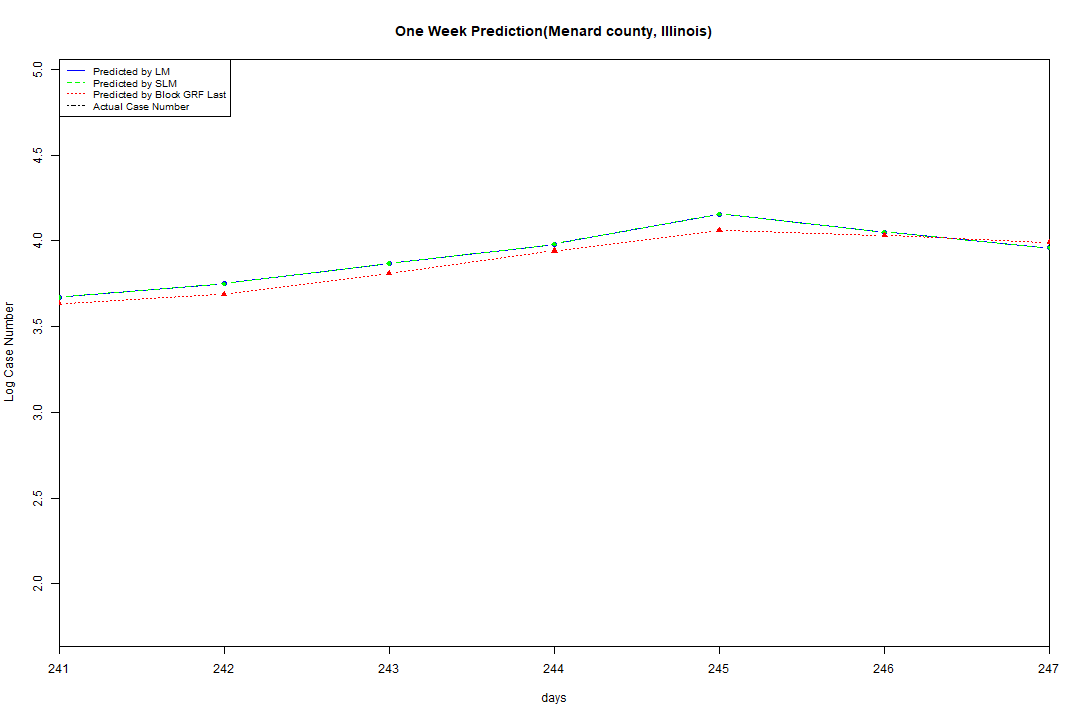 One Week Prediction(Menard county, Illinois)
Predicted by LM
Predicted by SLM
Predicted by Block GRF Last
Actual Case Number
5.0
4.5
4.0
3.5
3.0
2.5
2.0
Log Case Number
241 242 243 244 245 246 247
days